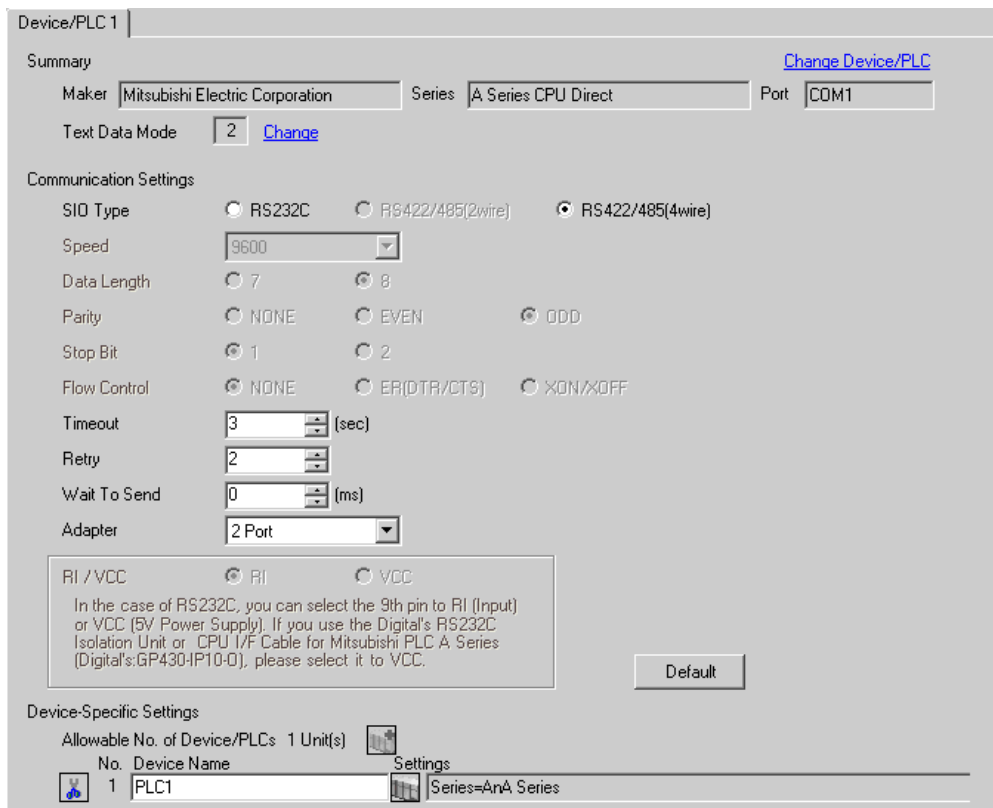 Device/PLC 1
Summary Change Device/PLC
Maker Mitsubishi Electric Corporation Series A Series CPU Direct Port COM1
Text Data Mode 2 Change
Communication Settings
SIO Type RS232C RS422/485(2wire) RS422/485(4wire)
Speed 9600
Data Length 7 8
Parity NONE EVEN ODD
Stop Bit 1 2
Flow Control NONE ER(DTR/CTS) XON/XOFF
Timeout 3 (sec)
Retry 2
Wait To Send 0 (ms)
Adapter 2 Port
RI / VCC RI VCC
In the case of RS232C, you can select the 9th pin to RI (Input)
or VCC (5V Power Supply). If you use the Digital's RS232C
Isolation Unit or CPU I/F Cable for Mitsubishi PLC A Series
(Digital's:GP430-IP10-O), please select it to VCC.
Default
Device-Specific Settings
Allowable No. of Device/PLCs 1 Unit(s)
No. Device Name Settings
1 PLC1 Series=AnA Series